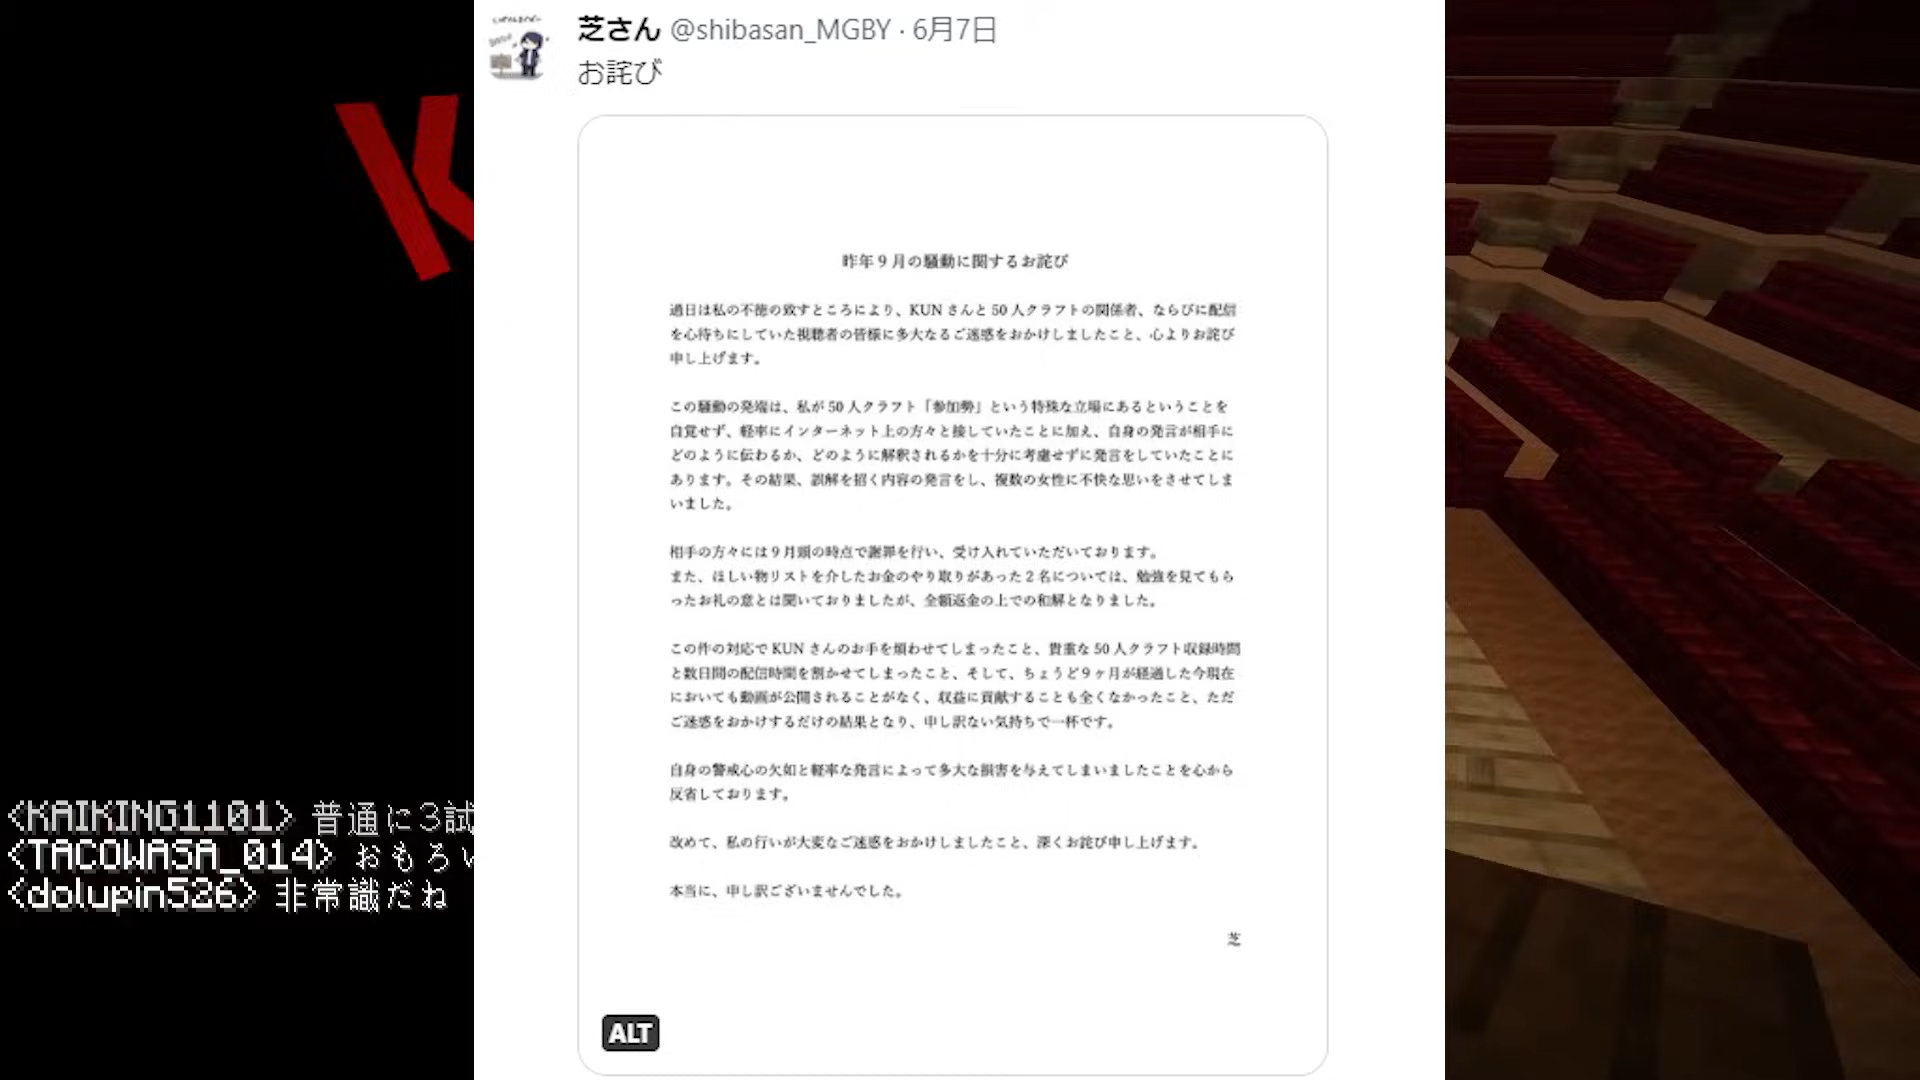 芝さん @shibasan_MGBY · 6月7日
お詫び
昨年9月の騒動に関するお詫び
過日は私の不徳の致すところにより、KUN さんと 50 人クラフトの関係者、ならびに配信
を心待ちにしていた視聴者の皆様に多大なるご迷惑をおかけしましたこと、心よりお詫び
申し上げます。
この騒動の発端は、私が 50 人クラフト「参加勢」という特殊な立場にあるということを
自覚せず、軽率にインターネット上の方々と接していたことに加え、自身の発言が相手に
どのように伝わるか、どのように解釈されるかを十分に考慮せずに発言をしていたことに
あります。その結果、誤解を招く内容の発言をし、複数の女性に不快な思いをさせてしま
いました。
相手の方々には9月頭の時点で謝罪を行い、受け入れていただいております。
また、ほしい物リストを介したお金のやり取りがあった2名については、勉強を見てもら
ったお礼の意とは聞いておりましたが、全額返金の上での和解となりました。
この件の対応で KUN さんのお手を煩わせてしまったこと、貴重な 50 人クラフト収録時間
と数日間の配信時間を割かせてしまったこと、そして、ちょうど9ヶ月が経過した今現在
においても動画が公開されることがなく、収益に貢献することも全くなかったこと、ただ
ご迷惑をおかけするだけの結果となり、申し訳ない気持ちで一杯です。
自身の警戒心の欠如と軽率な発言によって多大な損害を与えてしまいましたことを心から
反省しております。
改めて、私の行いが大変なご迷惑をおかけしましたこと、深くお詫び申し上げます。
本当に、申し訳ございませんでした。
芝
ALT
K
<KAIKING1101> 普通に3試
<TACOWASA_014> おもろい
<dolupin526> 非常識だね